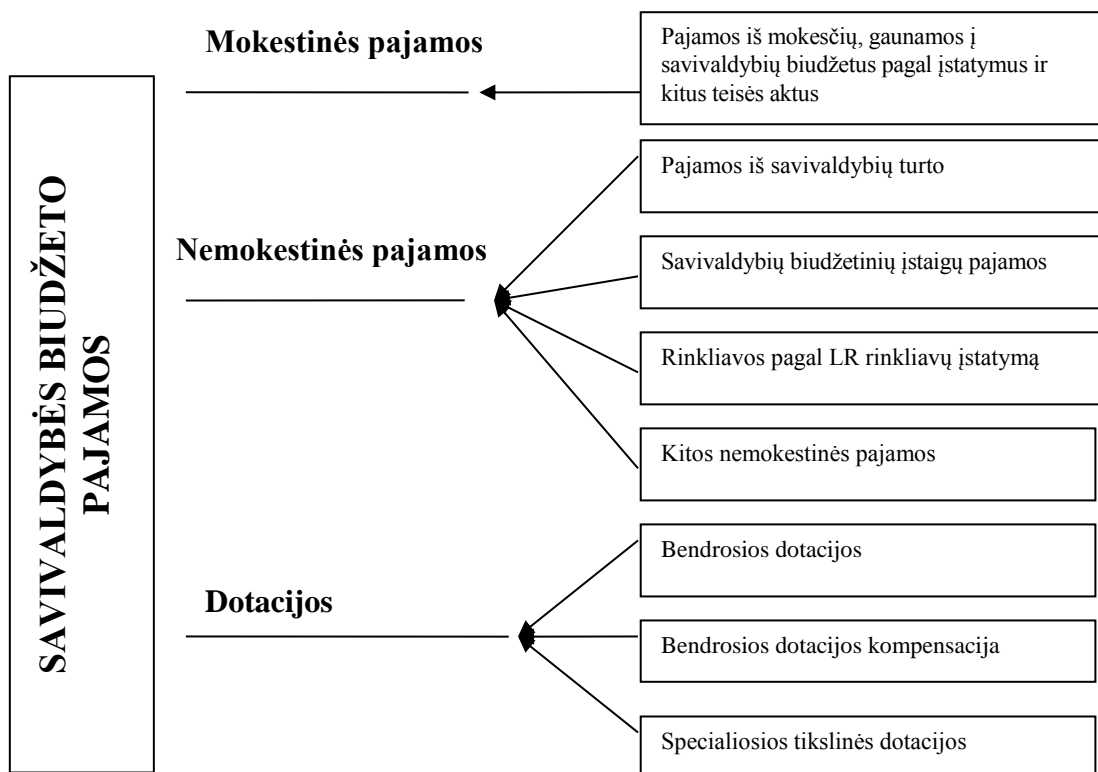 SAVIVALDYBĖS BIUDŽETO
PAJAMOS
Mokestinės pajamos
Pajamos iš mokesčių, gaunamos į
savivaldybių biudžetus pagal įstatymus ir
kitus teisės aktus
Nemokestinės pajamos
Pajamos iš savivaldybių turto
Savivaldybių biudžetinių įstaigų pajamos
Rinkliavos pagal LR rinkliavų įstatymą
Kitos nemokestinės pajamos
Dotacijos
Bendrosios dotacijos
Bendrosios dotacijos kompensacija
Specialiosios tikslinės dotacijos